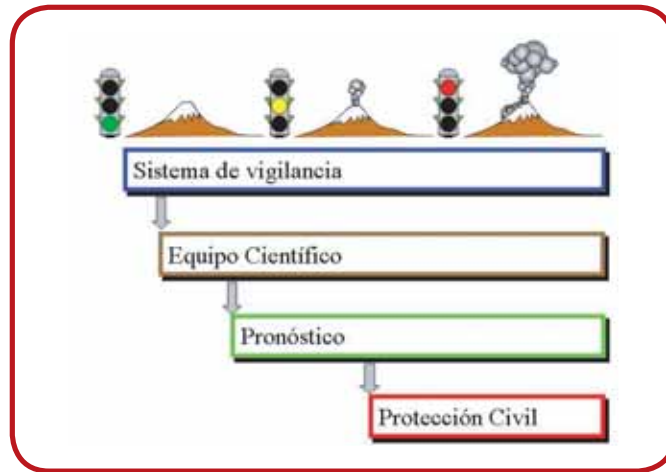 Sistema de vigilancia
Equipo Científico
Pronóstico
Protección Civil